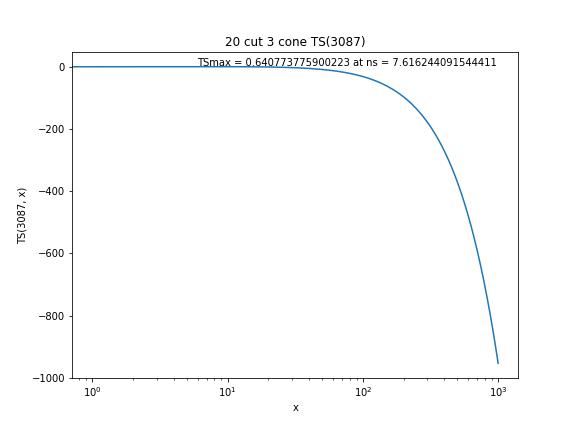 20 cut 3 cone TS(3087)
TSmax = 0.640773775900223 at ns = 7.616244091544411
0
−200
−400
−600
−800
−1000
TS(3087, x)
10⁰
10¹
10²
10³
x